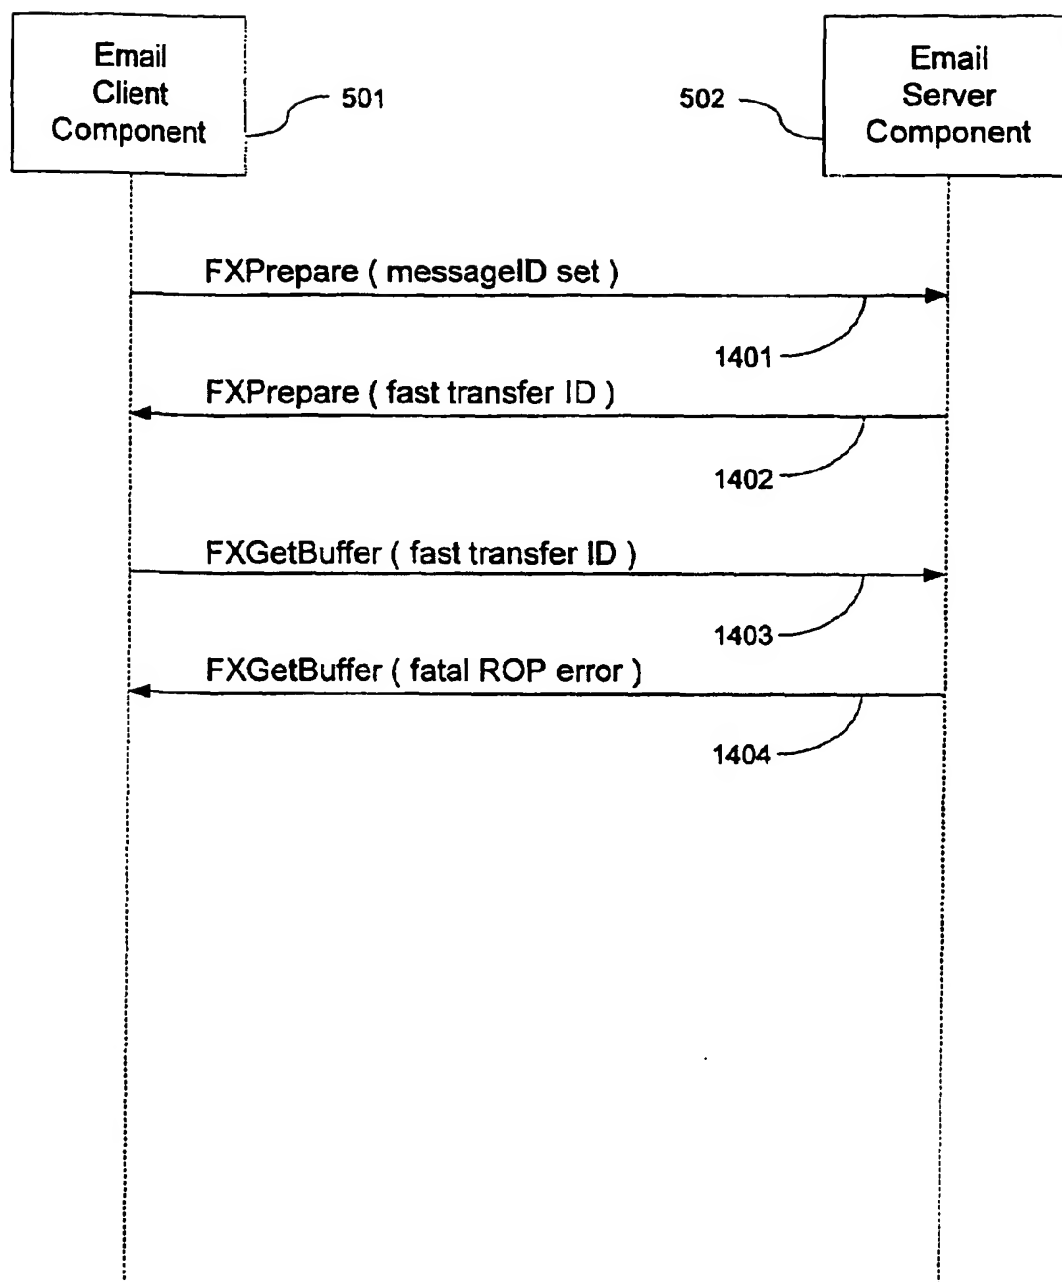 Email
Client
Component
501
502
Email
Server
Component
FXPrepare ( messageID set )
1401
FXPrepare ( fast transfer ID )
1402
FXGetBuffer ( fast transfer ID )
1403
FXGetBuffer ( fatal ROP error )
1404